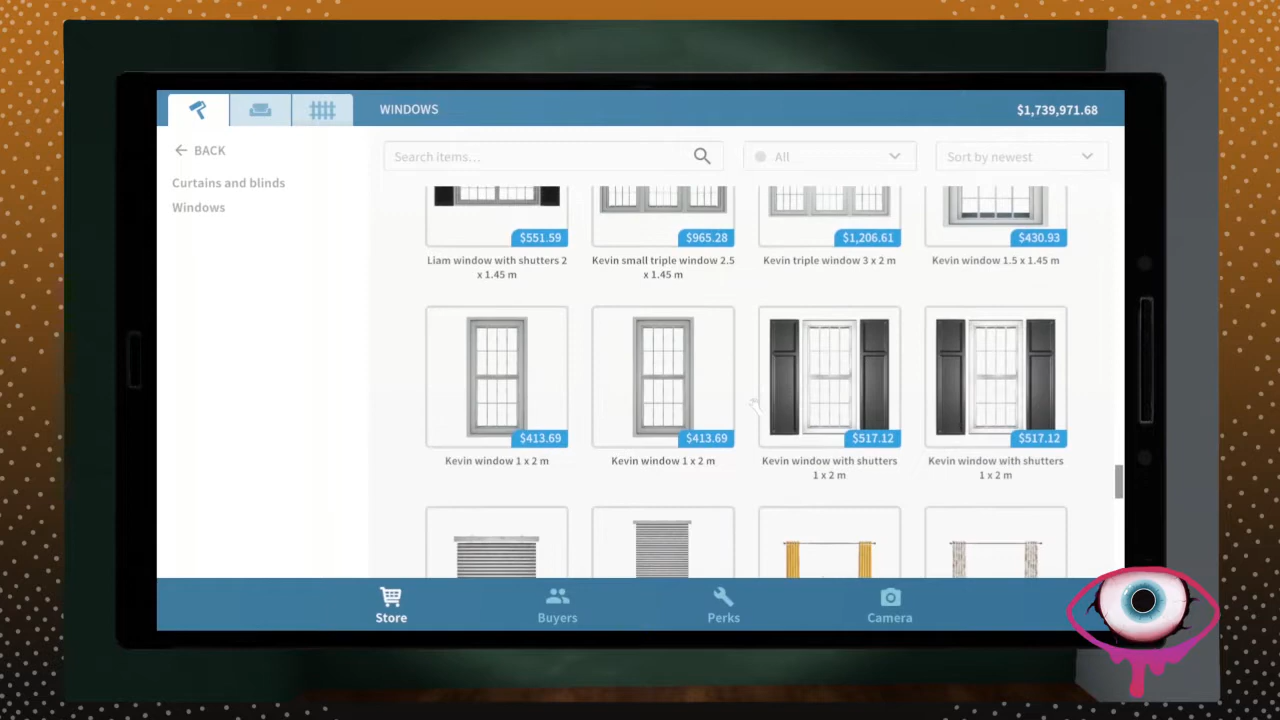 WINDOWS
$1,739,971.68
BACK
Search items...
All
Sort by newest
Curtains and blinds
Windows
$551.59
$965.28
$1,206.61
$430.93
Liam window with shutters 2
x 1.45 m
Kevin small triple window 2.5
x 1.45 m
Kevin triple window 3 x 2 m
Kevin window 1.5 x 1.45 m
$413.69
$413.69
$517.12
$517.12
Kevin window 1 x 2 m
Kevin window 1 x 2 m
Kevin window with shutters
1 x 2 m
Kevin window with shutters
1 x 2 m
Store
Buyers
Perks
Camera